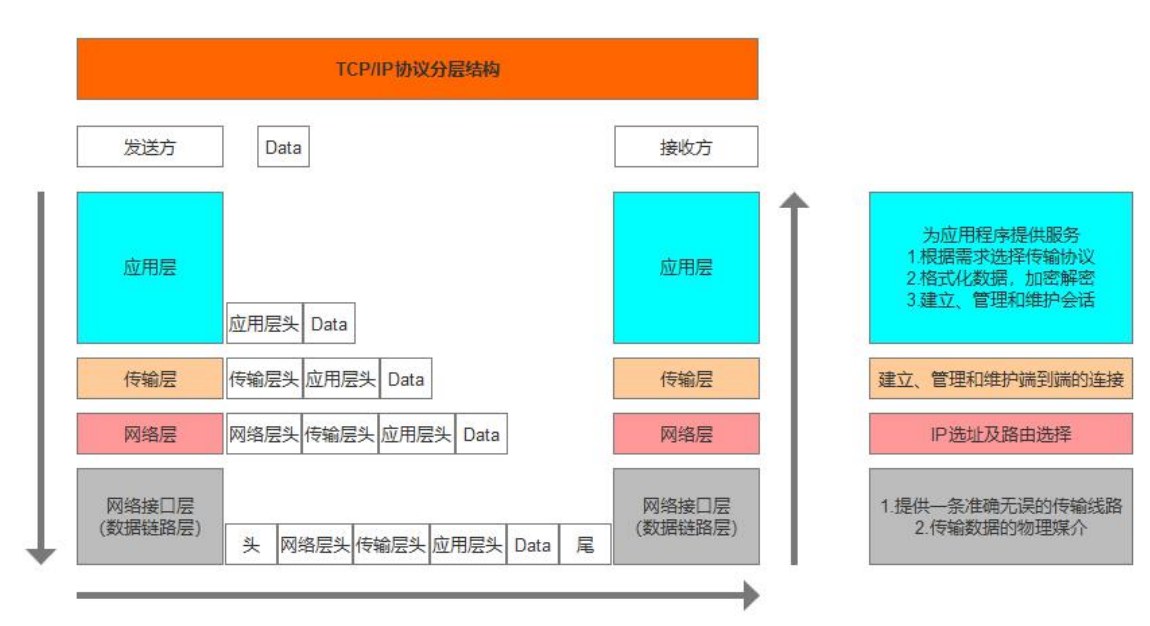 TCP/IP协议分层结构
发送方
Data
接收方
应用层
应用层头 Data
应用层
为应用程序提供服务
1.根据需求选择传输协议
2.格式化数据，加密解密
3.建立、管理和维护会话
传输层
传输层头 应用层头 Data
传输层
建立、管理和维护端到端的连接
网络层
网络层头 传输层头 应用层头 Data
网络层
IP选址及路由选择
网络接口层
(数据链路层)
头 网络层头 传输层头 应用层头 Data 尾
网络接口层
(数据链路层)
1.提供一条准确无误的传输线路
2.传输数据的物理媒介